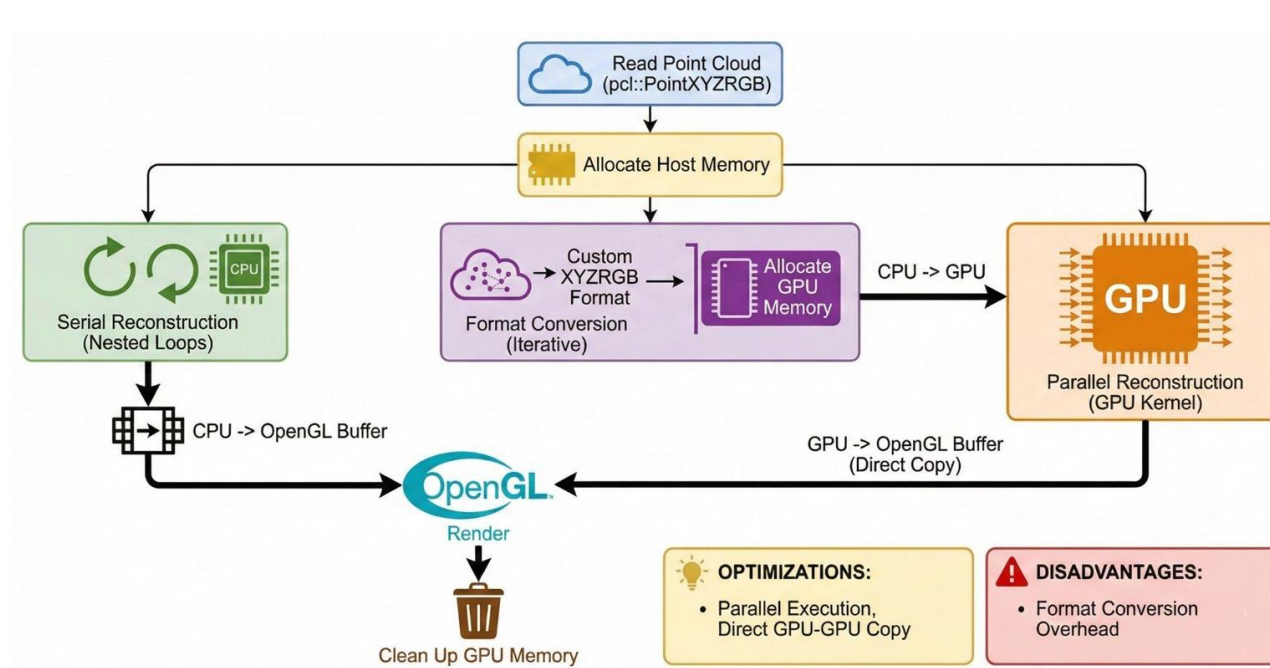 Read Point Cloud
(pcl::PointXYZRGB)
Allocate Host Memory
CPU
Serial Reconstruction
(Nested Loops)
Custom
XYZRGB
Format
Format Conversion
(Iterative)
Allocate
GPU
Memory
CPU -> GPU
GPU
Parallel Reconstruction
(GPU Kernel)
CPU -> OpenGL Buffer
GPU -> OpenGL Buffer
(Direct Copy)
OpenGL™
Render
Clean Up GPU Memory
OPTIMIZATIONS:
• Parallel Execution,
Direct GPU-GPU Copy
DISADVANTAGES:
• Format Conversion
Overhead